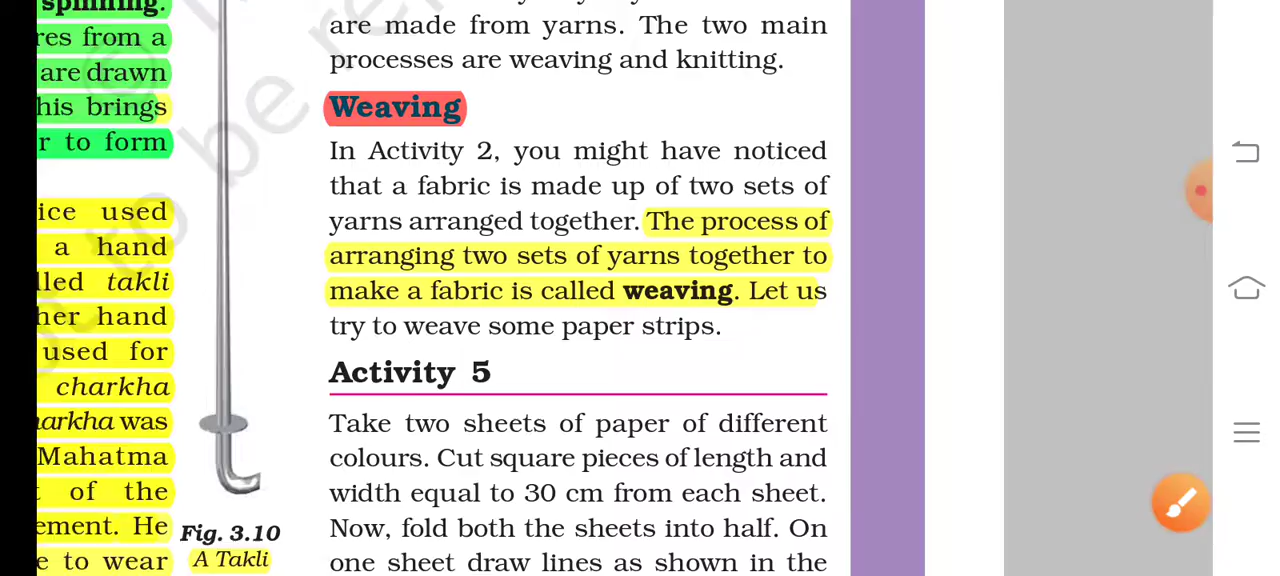 spinning.
res from a
are drawn
his brings
r to form
ice used
a hand
lled takli
her hand
used for
charkha
harkha was
Mahatma
t of the
ement. He
e to wear
Fig. 3.10
A Takli
are made from yarns. The two main
processes are weaving and knitting.
Weaving
In Activity 2, you might have noticed
that a fabric is made up of two sets of
yarns arranged together. The process of
arranging two sets of yarns together to
make a fabric is called weaving. Let us
try to weave some paper strips.
Activity 5
Take two sheets of paper of different
colours. Cut square pieces of length and
width equal to 30 cm from each sheet.
Now, fold both the sheets into half. On
one sheet draw lines as shown in the